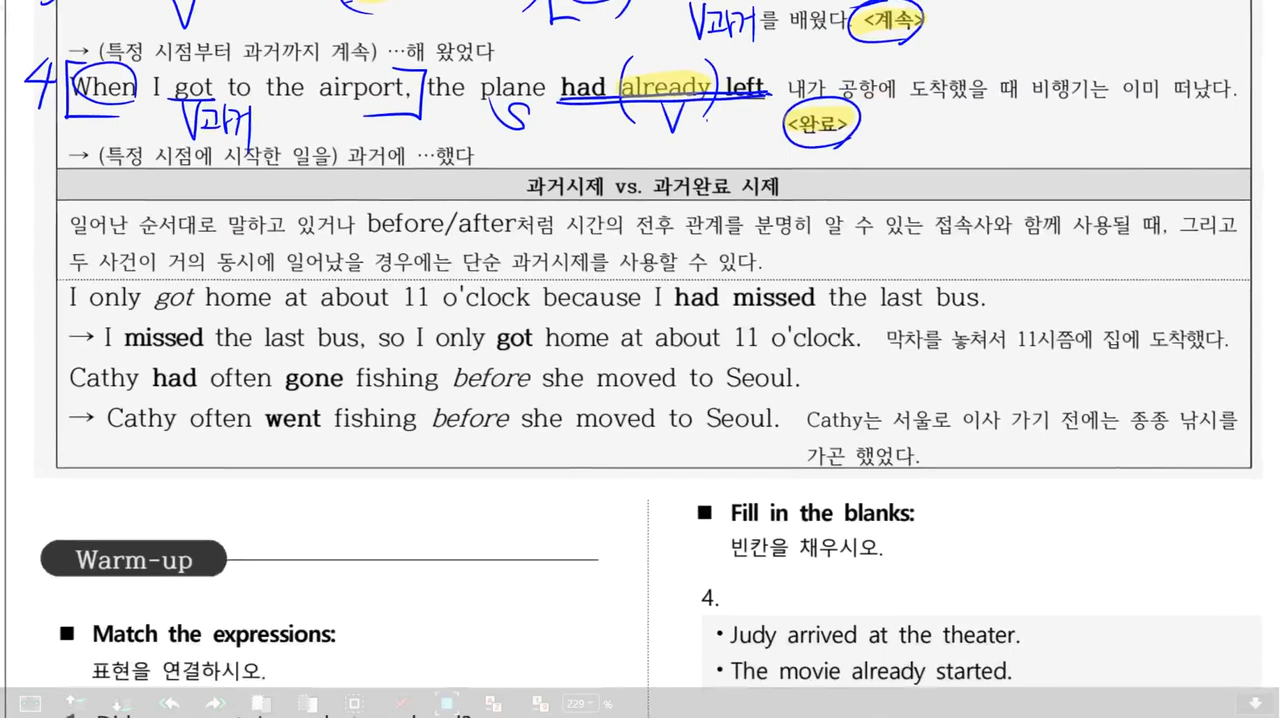 V V과거를 배웠다. <계속>
→ (특정 시점부터 과거까지 계속) …해 왔었다
4 When I got to the airport, the plane had already left 내가 공항에 도착했을 때 비행기는 이미 떠났다.
V과거 S V <완료>
→ (특정 시점에 시작한 일을) 과거에 …했다
과거시제 vs. 과거완료 시제
일어난 순서대로 말하고 있거나 before/after처럼 시간의 전후 관계를 분명히 알 수 있는 접속사와 함께 사용될 때, 그리고
두 사건이 거의 동시에 일어났을 경우에는 단순 과거시제를 사용할 수 있다.
I only got home at about 11 o'clock because I had missed the last bus.
→ I missed the last bus, so I only got home at about 11 o'clock. 막차를 놓쳐서 11시쯤에 집에 도착했다.
Cathy had often gone fishing before she moved to Seoul.
→ Cathy often went fishing before she moved to Seoul. Cathy는 서울로 이사 가기 전에는 종종 낚시를
가곤 했었다.
Warm-up
■ Match the expressions:
표현을 연결하시오.
■ Fill in the blanks:
빈칸을 채우시오.
4.
• Judy arrived at the theater.
• The movie already started.
229 %